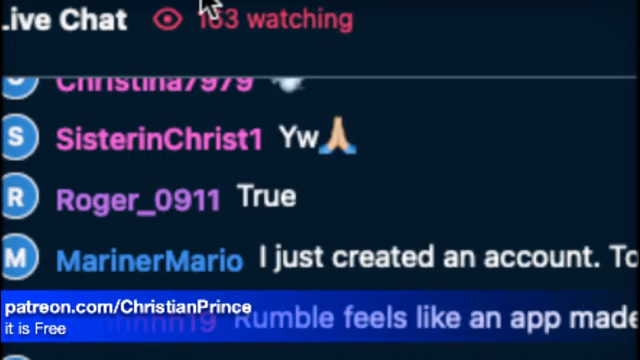 Live Chat 163 watching
Christina7979
S SisterinChrist1 Yw🙏
R Roger_0911 True
M MarinerMario I just created an account. To
patreon.com/ChristianPrince
it is Free
Rumble feels like an app made